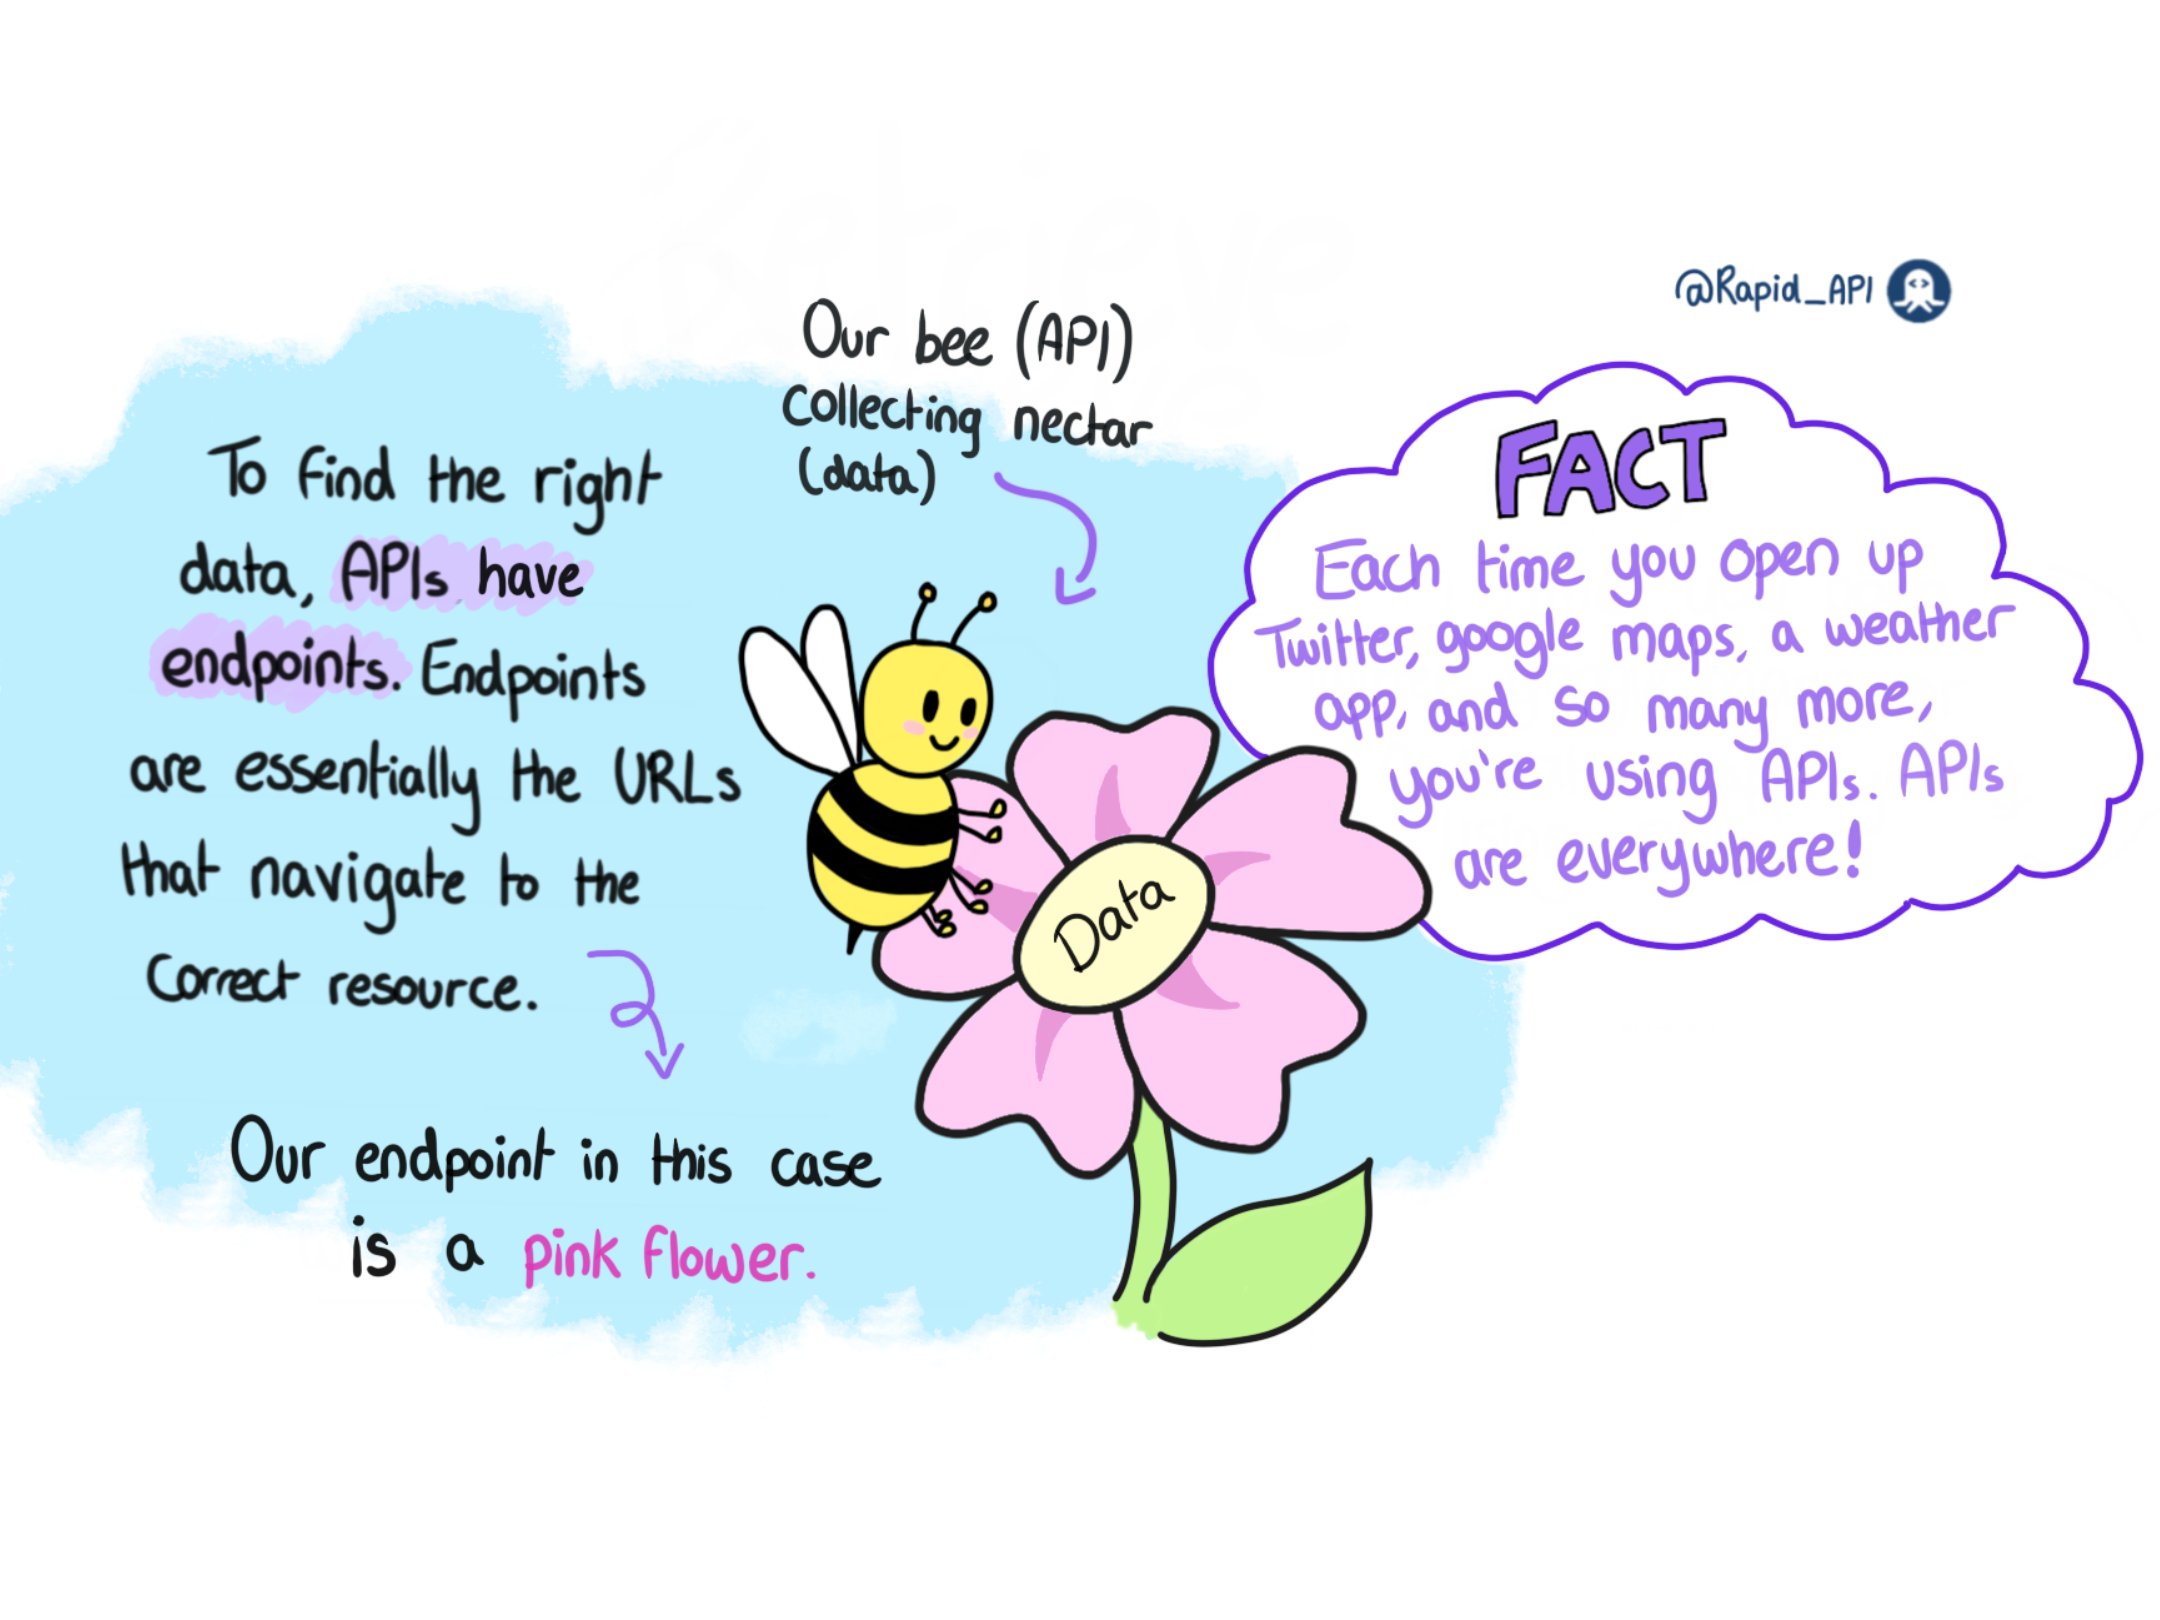 @Rapid_API
Our bee (API)
collecting nectar
(data)
To find the right
data, APIs have
endpoints. Endpoints
are essentially the URLs
that navigate to the
correct resource.
Our endpoint in this case
is a pink flower.
Data
FACT
Each time you open up
Twitter, google maps, a weather
app, and so many more,
you're using APIs. APIs
are everywhere!